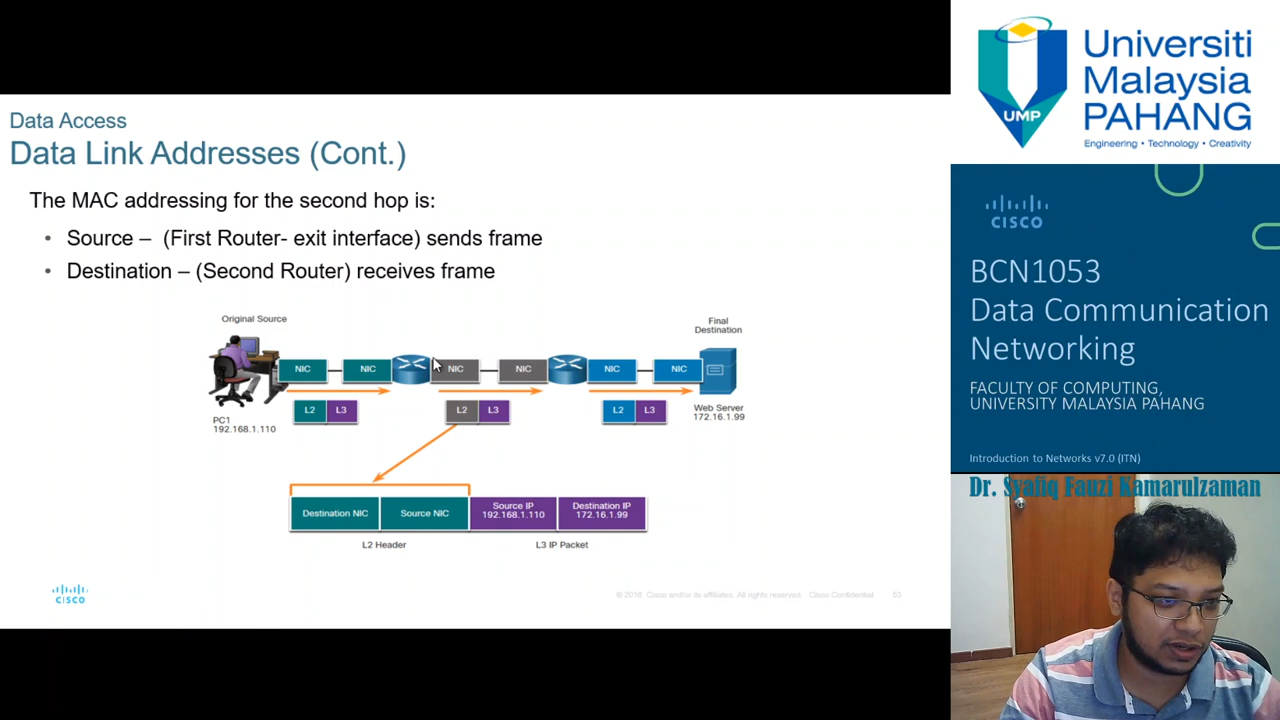 Data Access
Data Link Addresses (Cont.)
The MAC addressing for the second hop is:
• Source – (First Router- exit interface) sends frame
• Destination – (Second Router) receives frame
Original Source
Final
Destination
NIC NIC NIC NIC NIC NIC
L2 L3 L2 L3 L2 L3
PC1
192.168.1.110
Web Server
172.16.1.99
Destination NIC Source NIC Source IP
192.168.1.110
Destination IP
172.16.1.99
L2 Header L3 IP Packet
CISCO
© 2016 Cisco and/or its affiliates. All rights reserved. Cisco Confidential 53
UMP
Universiti
Malaysia
PAHANG
Engineering • Technology • Creativity
CISCO
BCN1053
Data Communication
Networking
FACULTY OF COMPUTING,
UNIVERSITY MALAYSIA PAHANG
Introduction to Networks v7.0 (ITN)
Dr. Syafiq Fauzi Kamarulzaman